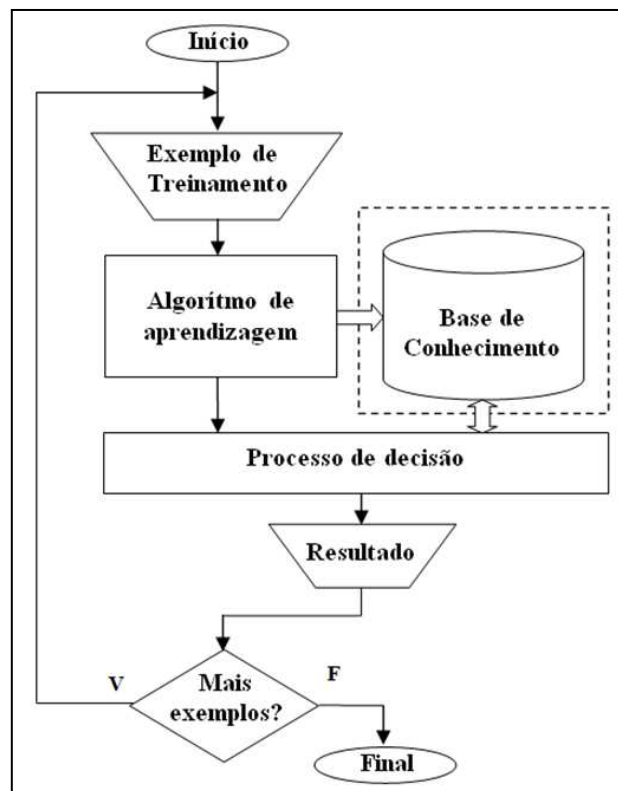 Início
Exemplo de
Treinamento
Algorítmo de
aprendizagem
Base de
Conhecimento
Processo de decisão
Resultado
V
F
Mais
exemplos?
Final